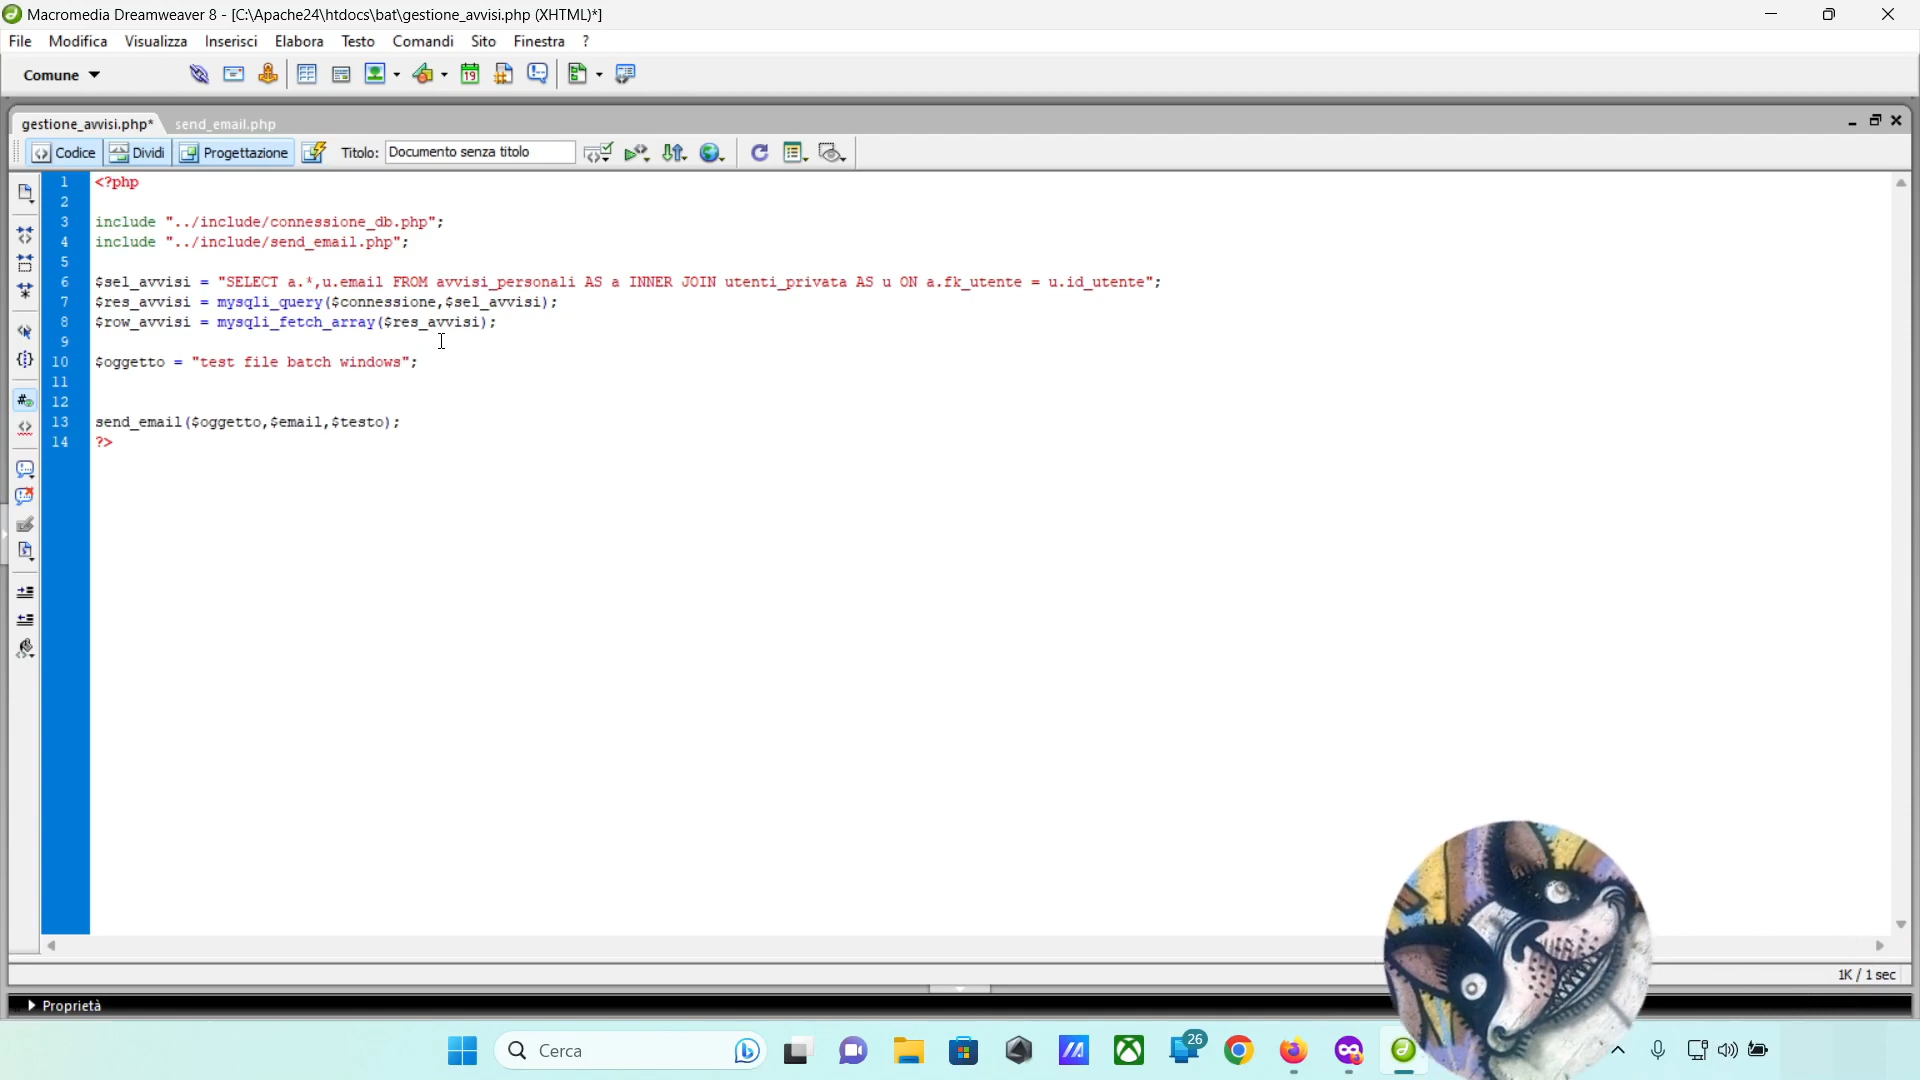 Macromedia Dreamweaver 8 - [C:\Apache24\htdocs\bat\gestione_avvisi.php (XHTML)*]
File Modifica Visualizza Inserisci Elabora Testo Comandi Sito Finestra ?
Comune
19
gestione_avvisi.php* send_email.php
Codice Dividi Progettazione Titolo: Documento senza titolo
1 <?php
2
3 include "../include/connessione_db.php";
4 include "../include/send_email.php";
5
6 $sel_avvisi = "SELECT a.*,u.email FROM avvisi_personali AS a INNER JOIN utenti_privata AS u ON a.fk_utente = u.id_utente";
7 $res_avvisi = mysqli_query($connessione,$sel_avvisi);
8 $row_avvisi = mysqli_fetch_array($res_avvisi);
9
10 $oggetto = "test file batch windows";
11
12
13 send_email($oggetto,$email,$testo);
14 ?>
1K / 1 sec
Proprietà
Cerca
26